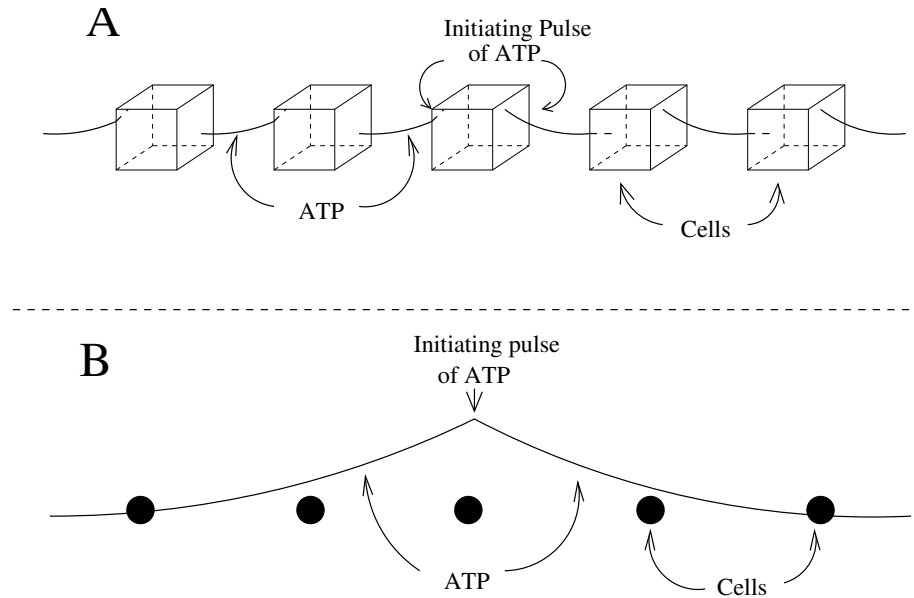 A
Initiating Pulse
of ATP
ATP
Cells
B
Initiating pulse
of ATP
ATP
Cells